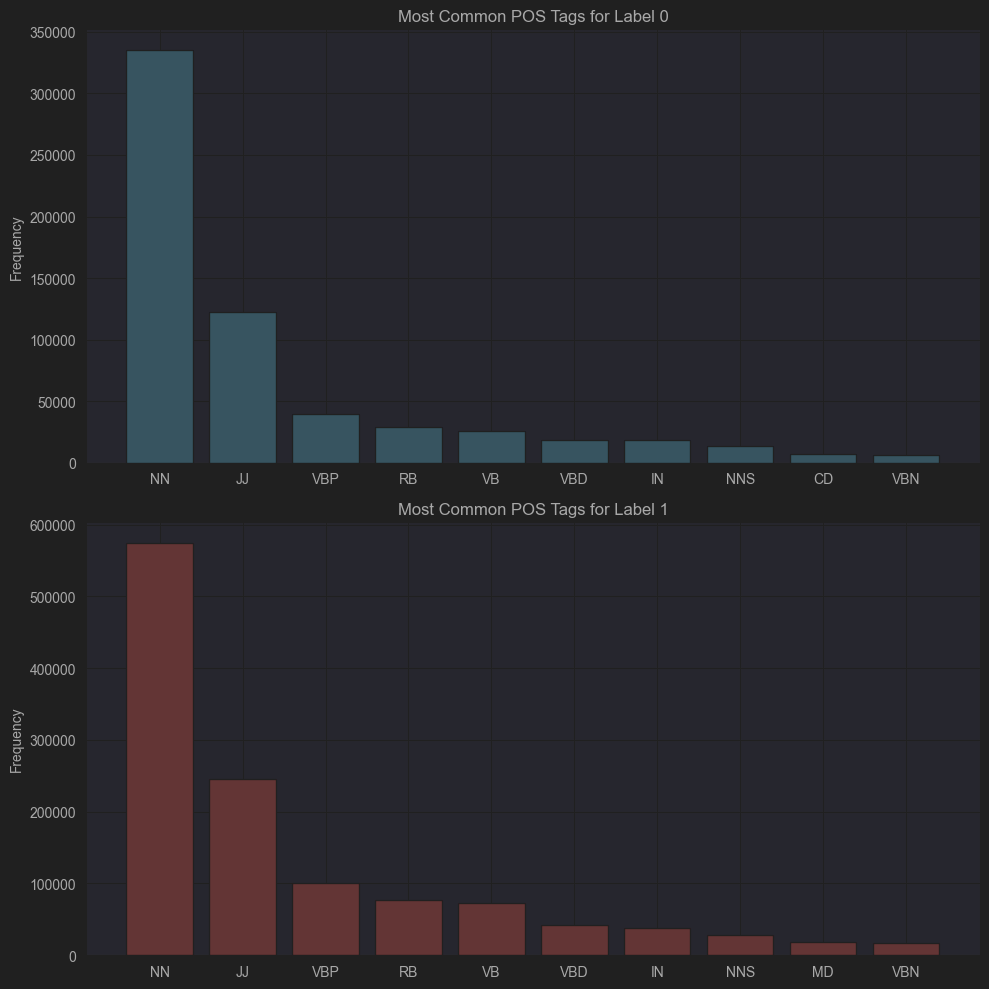 Most Common POS Tags for Label 0
350000
300000
250000
200000
150000
100000
50000
0
Frequency
NN JJ VBP RB VB VBD IN NNS CD VBN
Most Common POS Tags for Label 1
600000
500000
400000
300000
200000
100000
0
Frequency
NN JJ VBP RB VB VBD IN NNS MD VBN